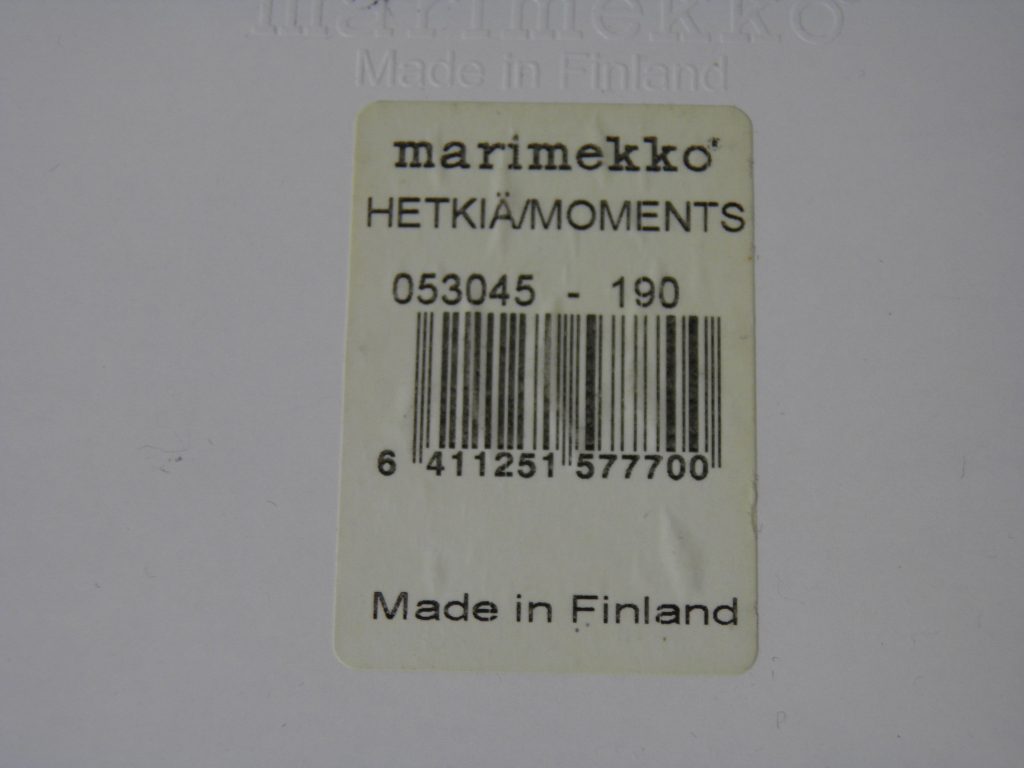 marimekko®
Made in Finland
marimekko®
HETKIÄ/MOMENTS
053045 - 190
6 411251 577700
Made in Finland